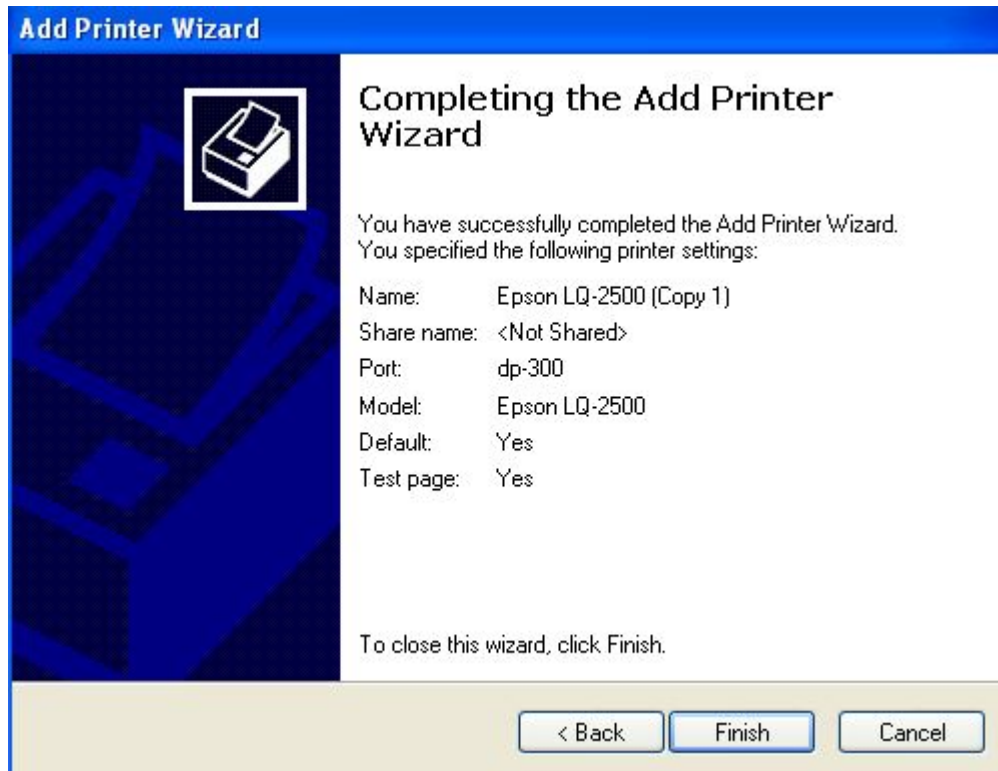 Add Printer Wizard
Completing the Add Printer
Wizard
You have successfully completed the Add Printer Wizard.
You specified the following printer settings:
Name: Epson LQ-2500 (Copy 1)
Share name: <Not Shared>
Port: dp-300
Model: Epson LQ-2500
Default: Yes
Test page: Yes
To close this wizard, click Finish.
< Back Finish Cancel